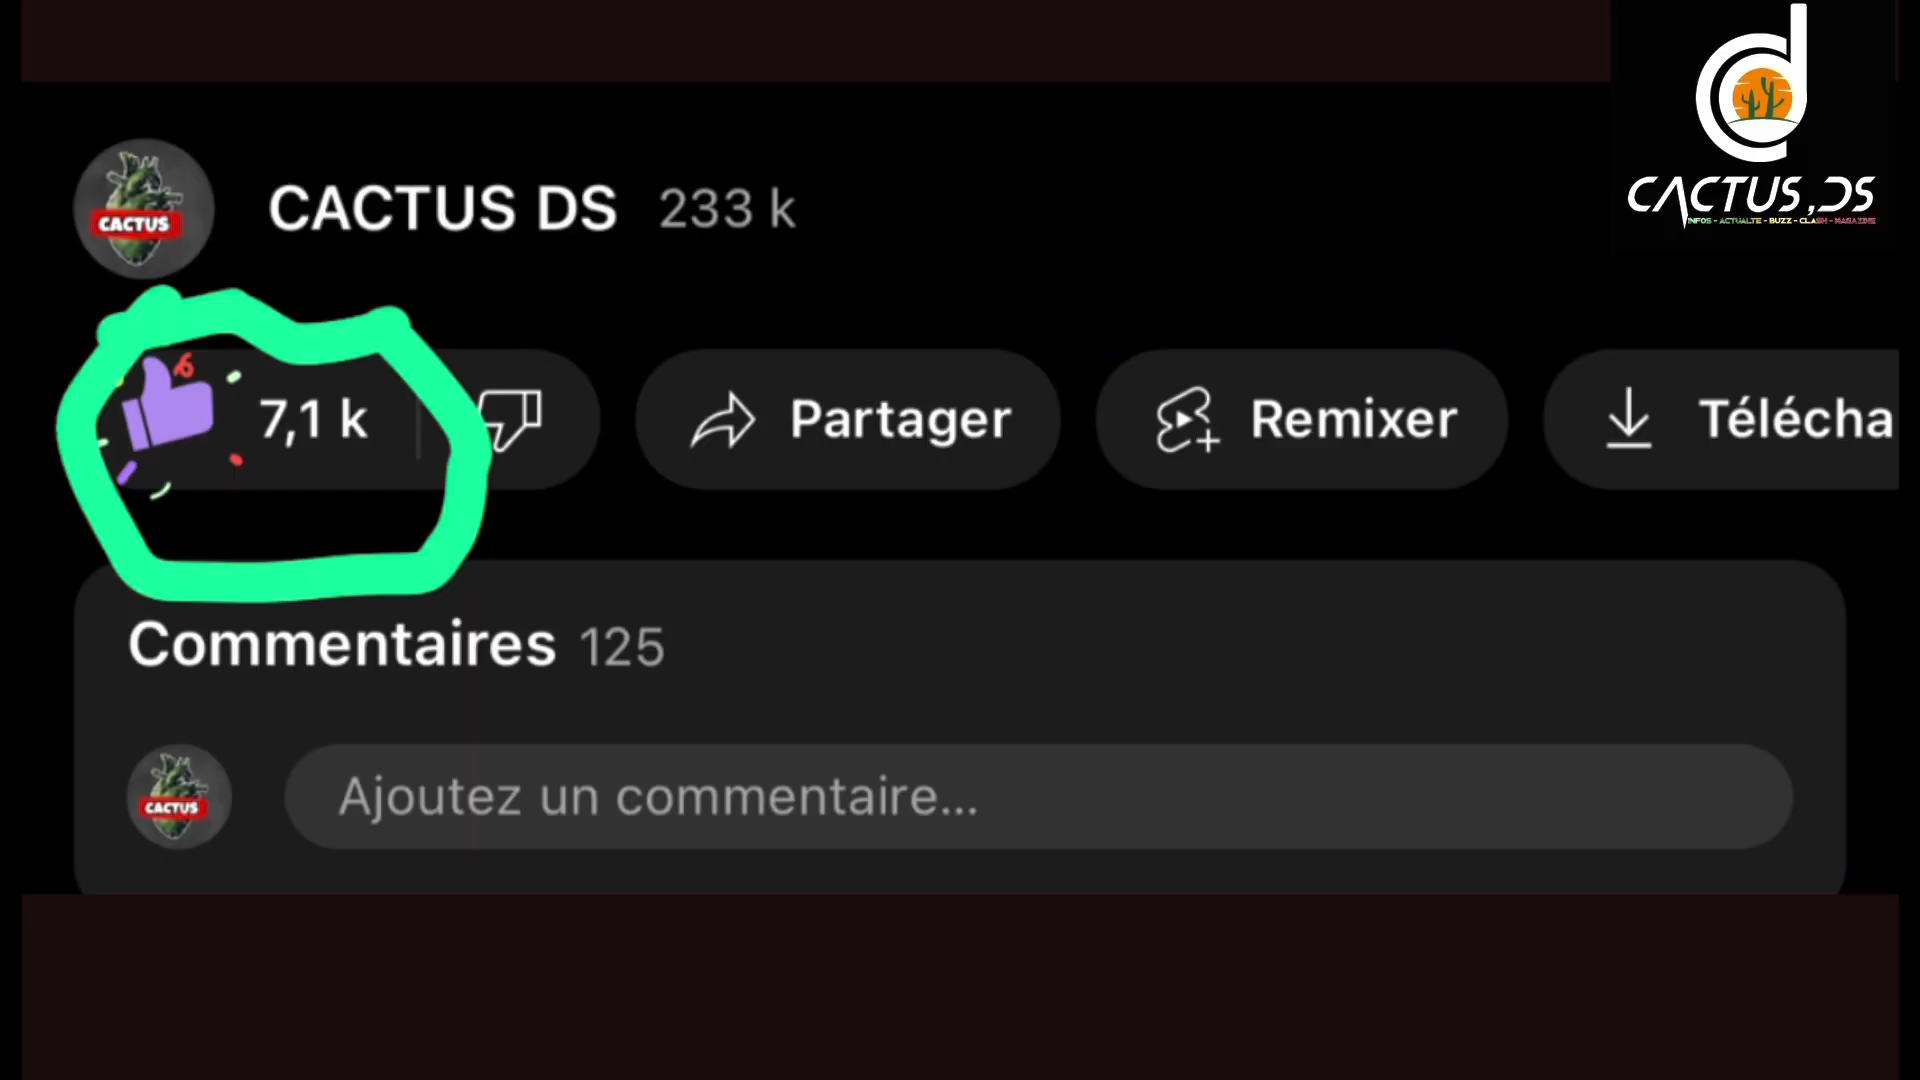 CACTUS DS 233 k
CACTUS
CACTUS,DS
INFOS - ACTUALTE - BUZZ - CLASH - MAGAZINE
7,1 k
Partager
Remixer
Télécha
Commentaires 125
CACTUS
Ajoutez un commentaire...